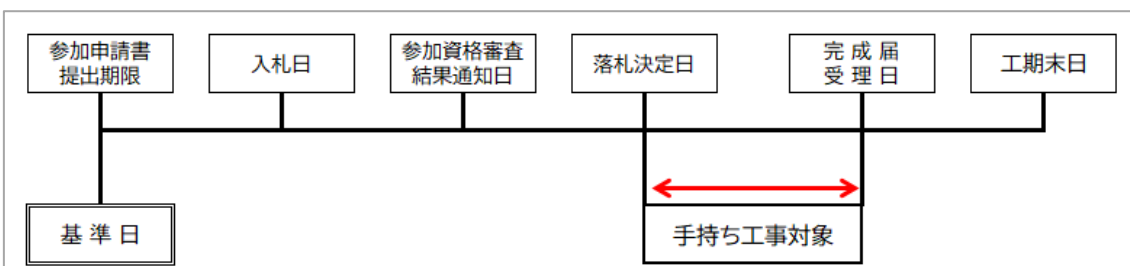 参加申請書
提出期限
入札日
参加資格審査
結果通知日
落札決定日
完成届
受理日
工期末日
基準日
手持ち工事対象